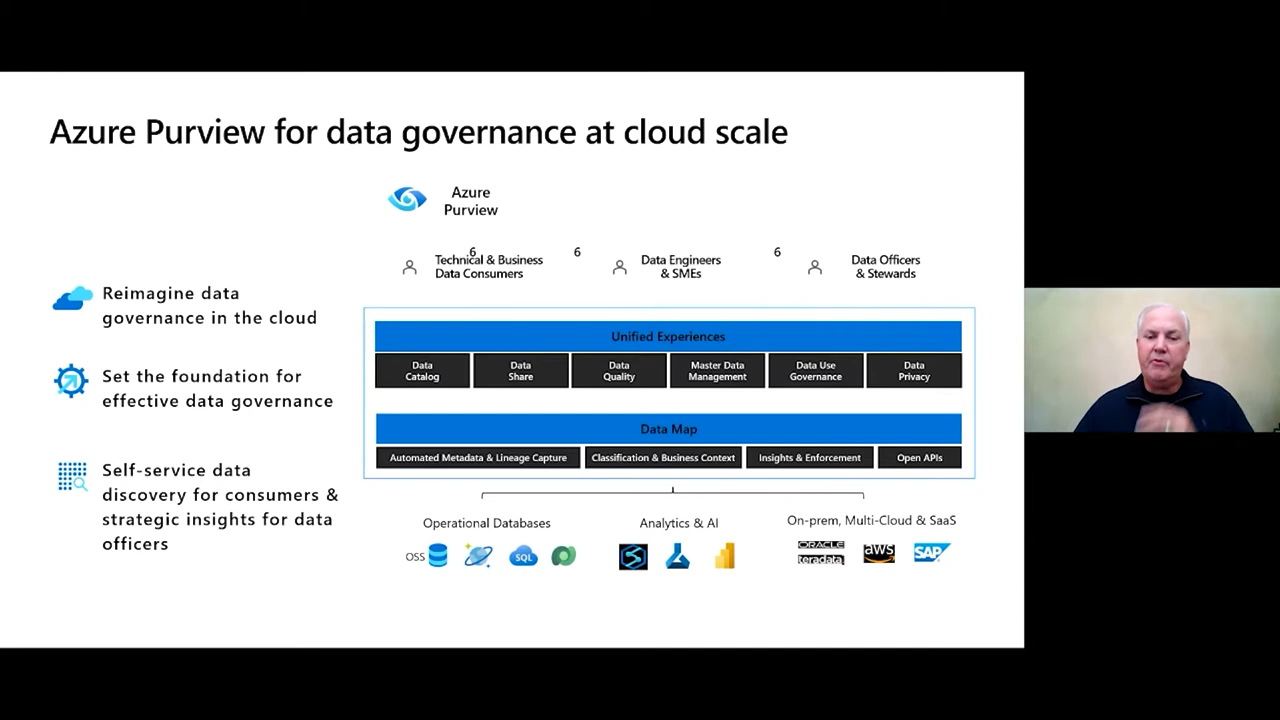 Azure Purview for data governance at cloud scale
Azure
Purview
6
6
6
Technical & Business
Data Consumers
Data Engineers
& SMEs
Data Officers
& Stewards
Reimagine data
governance in the cloud
Set the foundation for
effective data governance
Self-service data
discovery for consumers &
strategic insights for data
officers
Unified Experiences
Data
Catalog
Data
Share
Data
Quality
Master Data
Management
Data Use
Governance
Data
Privacy
Data Map
Automated Metadata & Lineage Capture
Classification & Business Context
Insights & Enforcement
Open APIs
Operational Databases
OSS
SQL
Analytics & AI
On-prem, Multi-Cloud & SaaS
ORACLE
teradata
aws
SAP